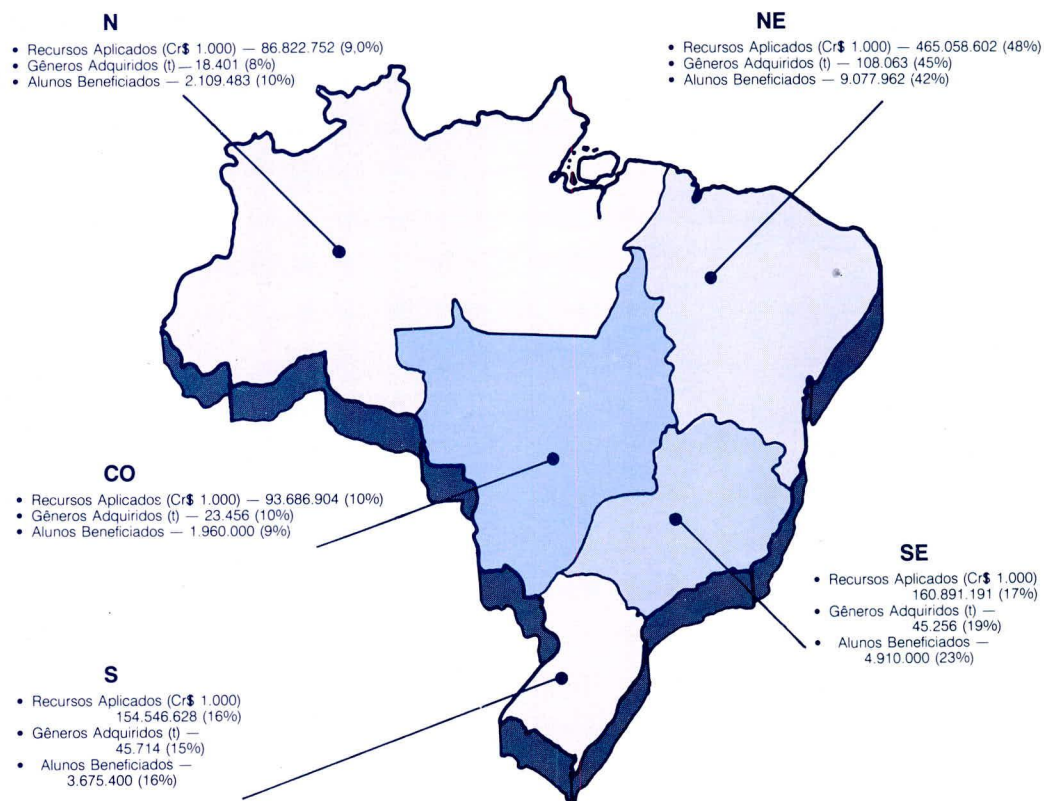 N
• Recursos Aplicados (Cr$ 1.000) — 86.822.752 (9,0%)
• Gêneros Adquiridos (t) — 18.401 (8%)
• Alunos Beneficiados — 2.109.483 (10%)
NE
• Recursos Aplicados (Cr$ 1.000) — 465.058.602 (48%)
• Gêneros Adquiridos (t) — 108.063 (45%)
• Alunos Beneficiados — 9.077.962 (42%)
CO
• Recursos Aplicados (Cr$ 1.000) — 93.686.904 (10%)
• Gêneros Adquiridos (t) — 23.456 (10%)
• Alunos Beneficiados — 1.960.000 (9%)
SE
• Recursos Aplicados (Cr$ 1.000)
160.891.191 (17%)
• Gêneros Adquiridos (t) —
45.256 (19%)
• Alunos Beneficiados —
4.910.000 (23%)
S
• Recursos Aplicados (Cr$ 1.000)
154.546.628 (16%)
• Gêneros Adquiridos (t) —
45.714 (15%)
• Alunos Beneficiados —
3.675.400 (16%)